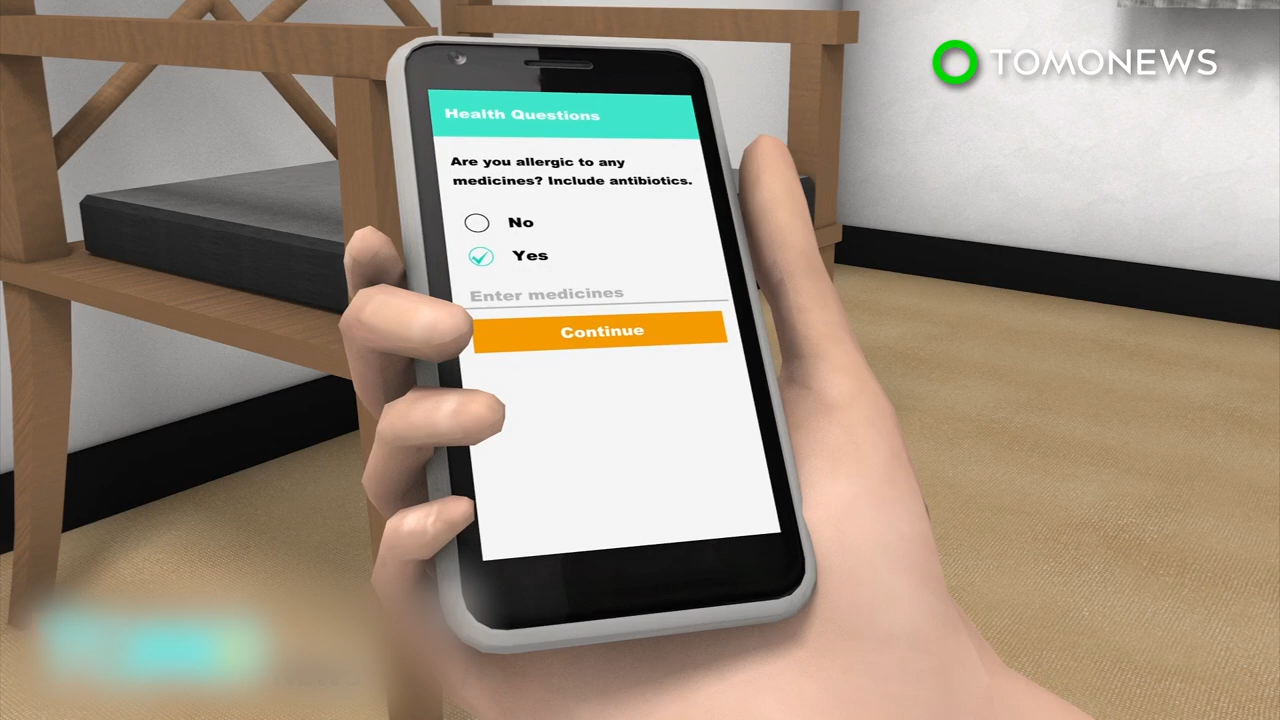 TOMONEWS
Health Questions
Are you allergic to any
medicines? Include antibiotics.
No
Yes
Enter medicines
Continue